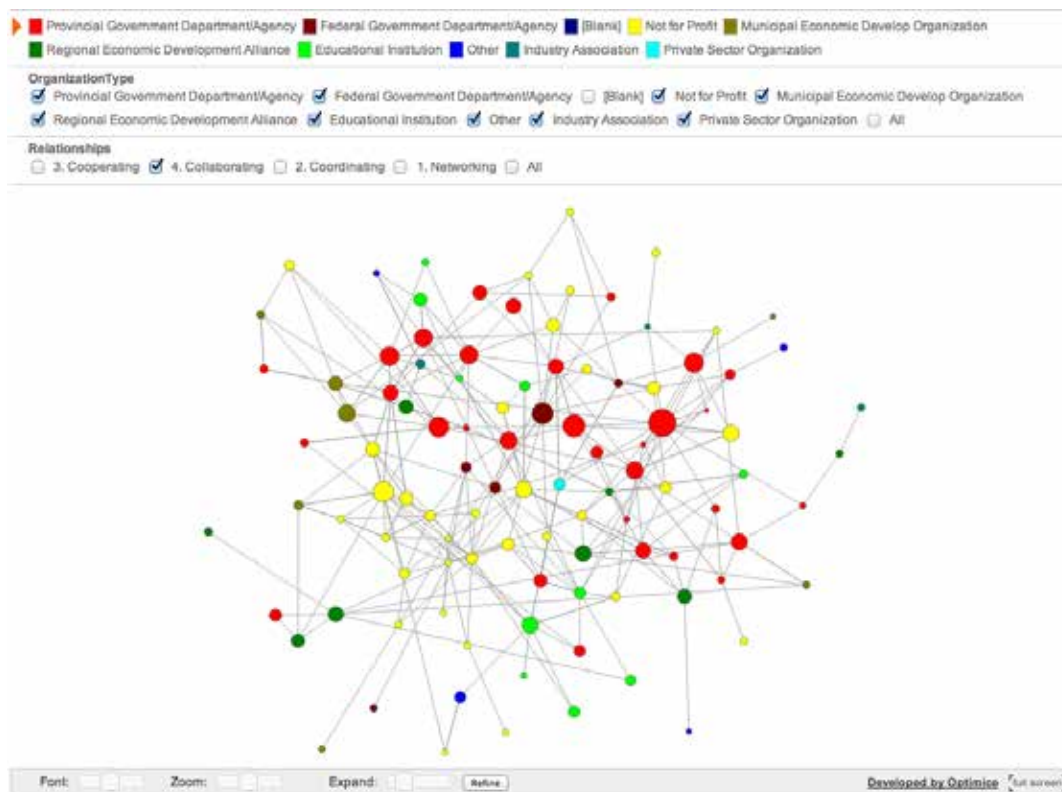 Provincial Government Department/Agency Federal Government Department/Agency [Blank] Not for Profit Municipal Economic Develop Organization
Regional Economic Development Alliance Educational Institution Other Industry Association Private Sector Organization
OrganizationType
Provincial Government Department/Agency Federal Government Department/Agency [Blank] Not for Profit Municipal Economic Develop Organization
Regional Economic Development Alliance Educational Institution Other Industry Association Private Sector Organization All
Relationships
3. Cooperating 4. Collaborating 2. Coordinating 1. Networking All
Font: Zoom: Expand: Refine Developed by Optimice full screen